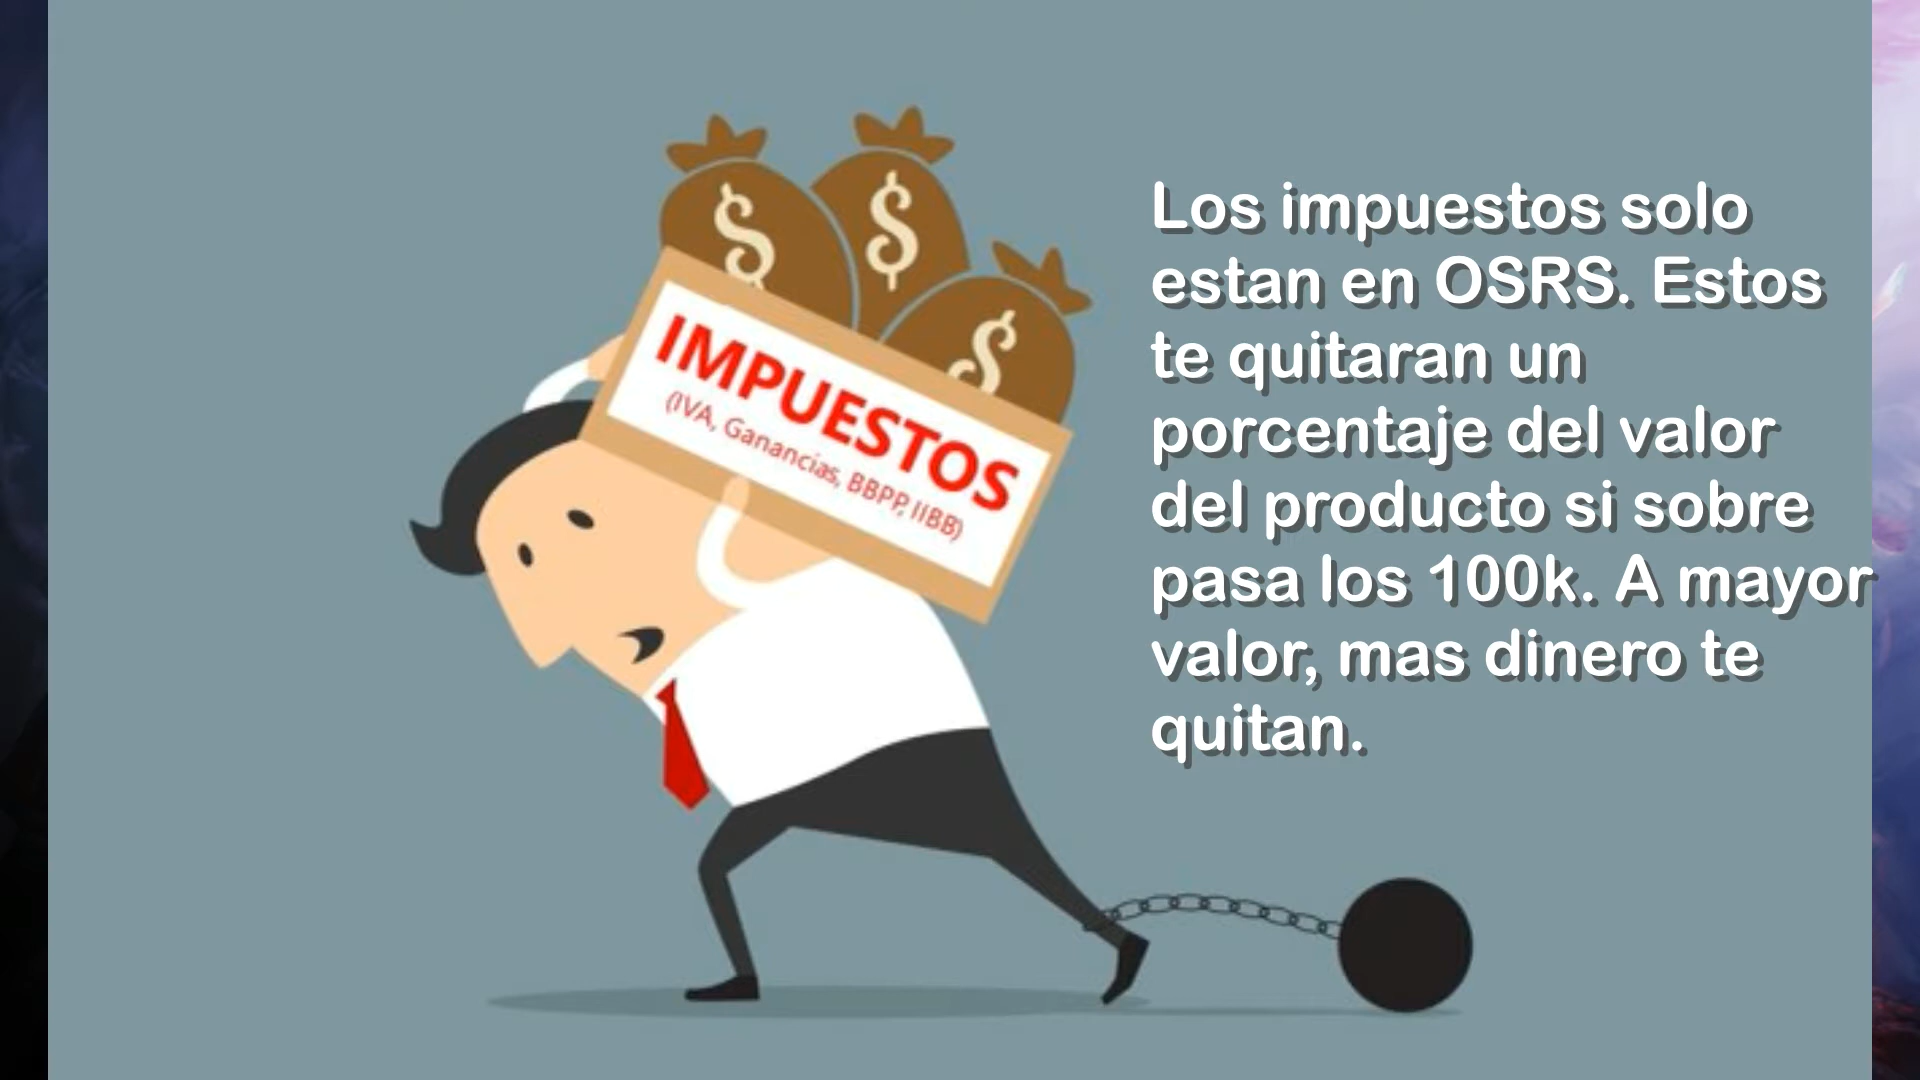 $
$
$
IMPUESTOS
(IVA, Ganancias, BBPP, IIBB)
Los impuestos solo
estan en OSRS. Estos
te quitaran un
porcentaje del valor
del producto si sobre
pasa los 100k. A mayor
valor, mas dinero te
quitan.